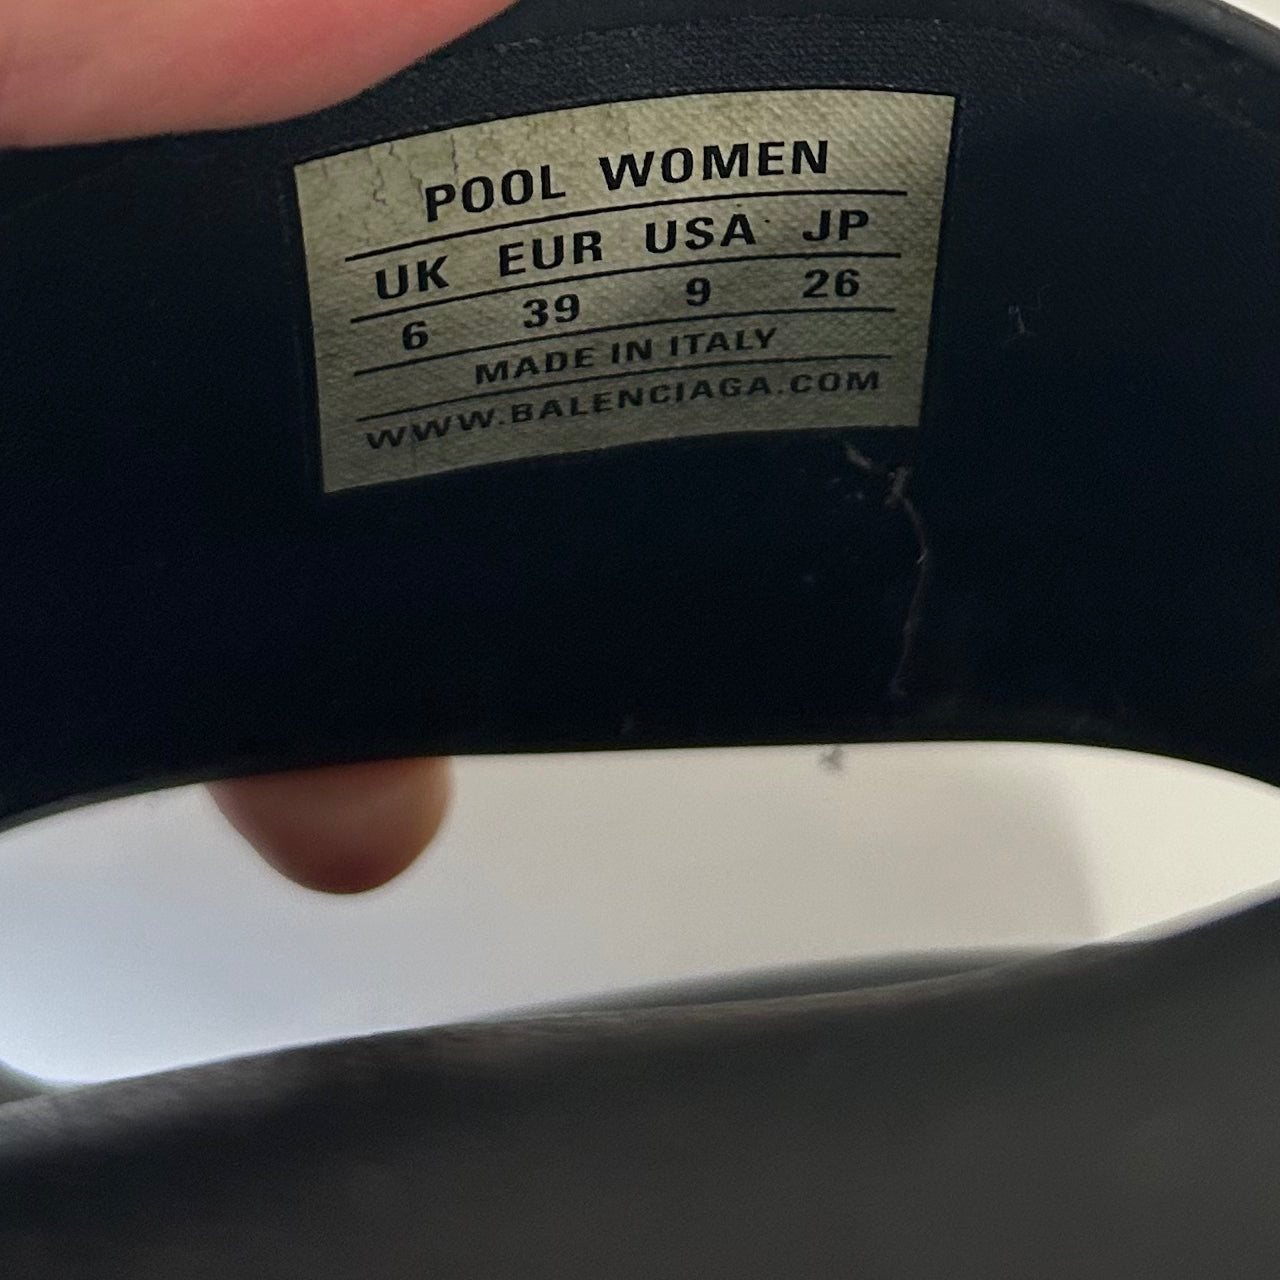 POOL WOMEN
UK EUR USA JP
6 39 9 26
MADE IN ITALY
WWW.BALENCIAGA.COM